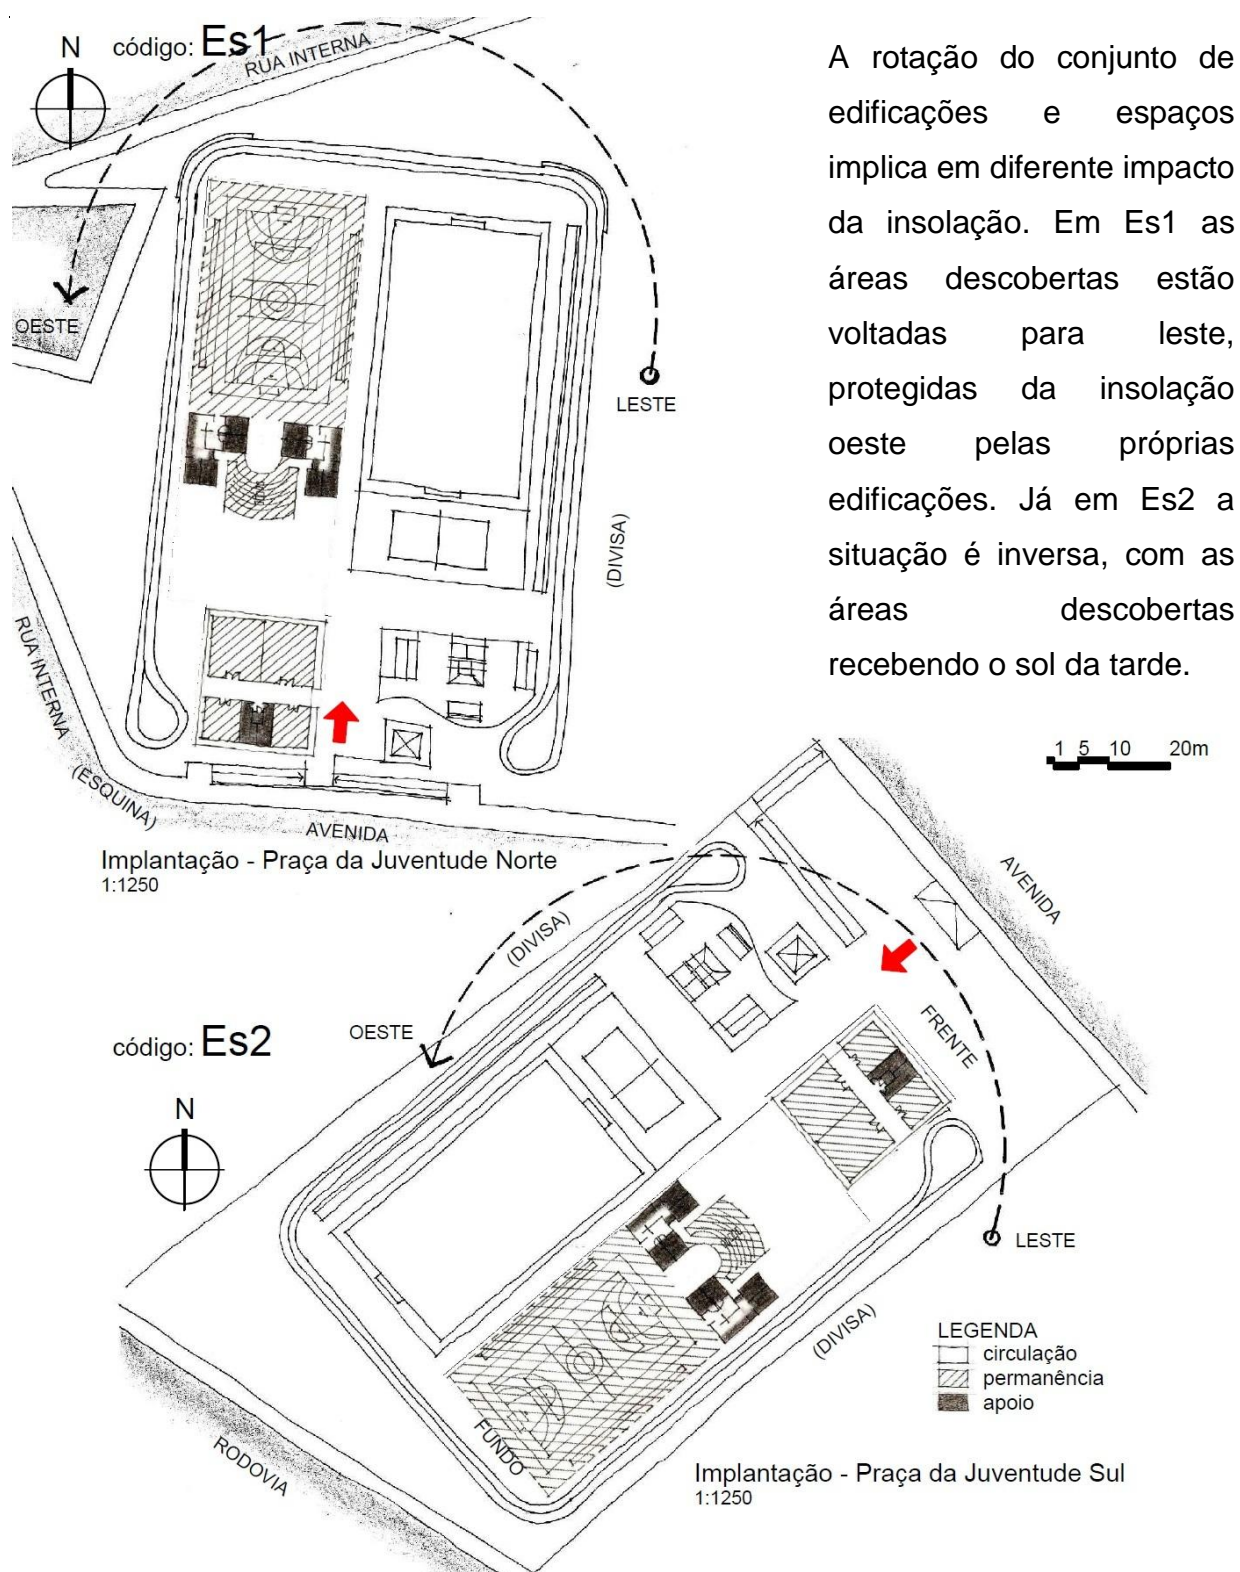 código: Es1
N
RUA INTERNA
A rotação do conjunto de
edificações e espaços
implica em diferente impacto
da insolação. Em Es1 as
áreas descobertas estão
voltadas para leste,
protegidas da insolação
oeste pelas próprias
edificações. Já em Es2 a
situação é inversa, com as
áreas descobertas
recebendo o sol da tarde.
OESTE
LESTE
(DIVISA)
RUA INTERNA
(ESQUINA)
AVENIDA
Implantação - Praça da Juventude Norte
1:1250
1 5 10 20m
AVENIDA
(DIVISA)
OESTE
FRENTE
código: Es2
N
LESTE
(DIVISA)
LEGENDA
circulação
permanência
apoio
FUNDO
RODOVIA
Implantação - Praça da Juventude Sul
1:1250